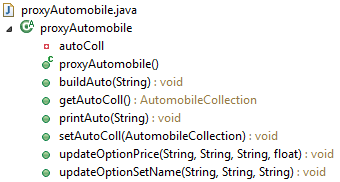 proxyAutomobile.java
proxyAutomobile
autoColl
proxyAutomobile()
buildAuto(String) : void
getAutoColl() : AutomobileCollection
printAuto(String) : void
setAutoColl(AutomobileCollection) : void
updateOptionPrice(String, String, String, float) : void
updateOptionSetName(String, String, String) : void